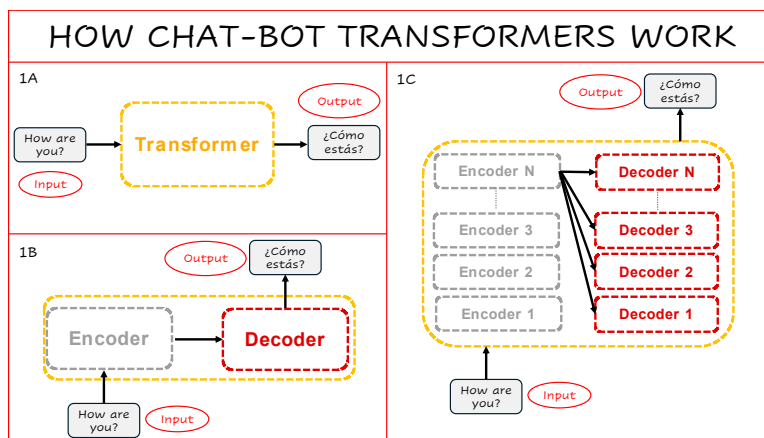 HOW CHAT-BOT TRANSFORMERS WORK
1A
Output
How are
you?
Transformer
¿Cómo
estás?
Input
1B
Output
¿Cómo
estás?
Encoder
Decoder
How are
you?
Input
1C
Output
¿Cómo
estás?
Encoder N
Decoder N
Encoder 3
Decoder 3
Encoder 2
Decoder 2
Encoder 1
Decoder 1
How are
you?
Input